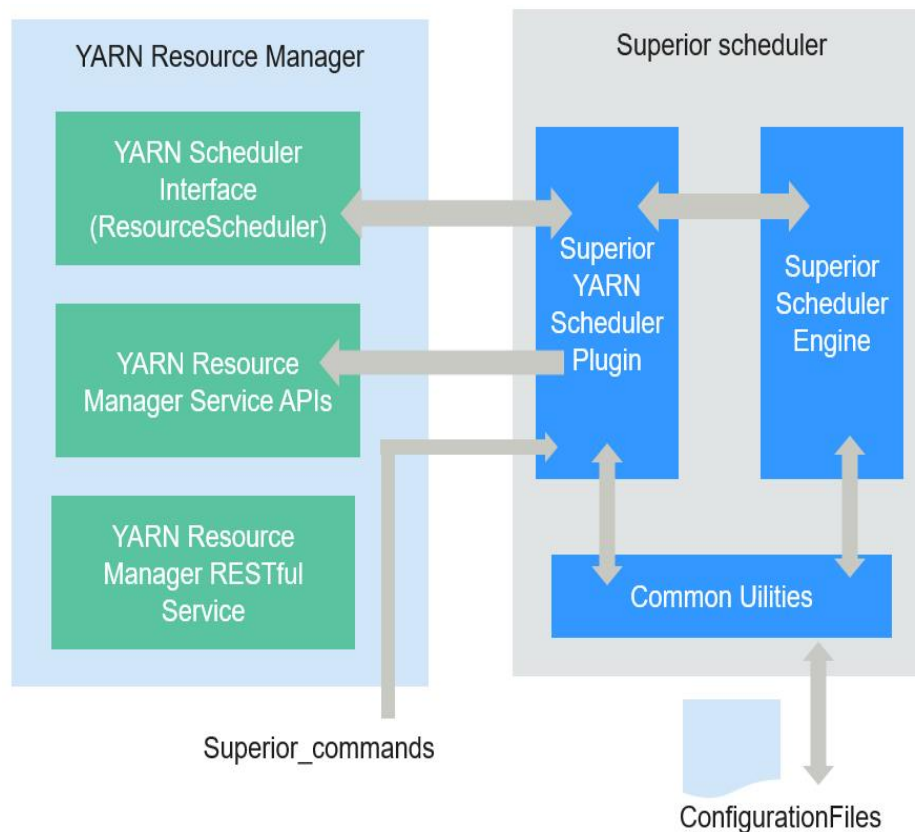 YARN Resource Manager
YARN Scheduler
Interface
(ResourceScheduler)
YARN Resource
Manager Service APIs
YARN Resource
Manager RESTful
Service
Superior scheduler
Superior
YARN
Scheduler
Plugin
Superior
Scheduler
Engine
Common Uilities
Superior_commands
ConfigurationFiles